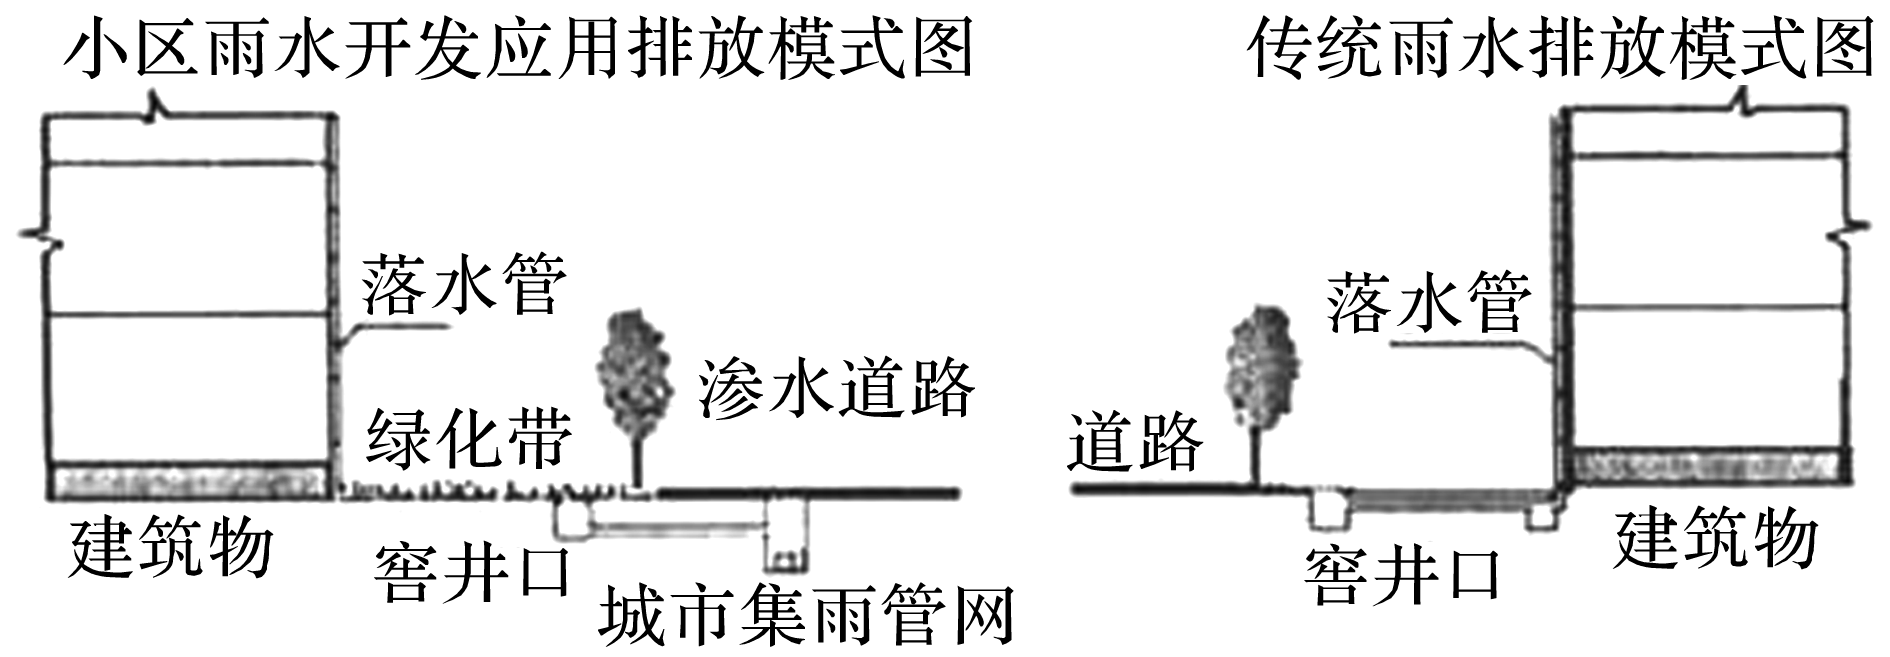 小区雨水开发应用排放模式图
落水管
渗水道路
绿化带
建筑物
窖井口
城市集雨管网
传统雨水排放模式图
落水管
道路
窖井口
建筑物